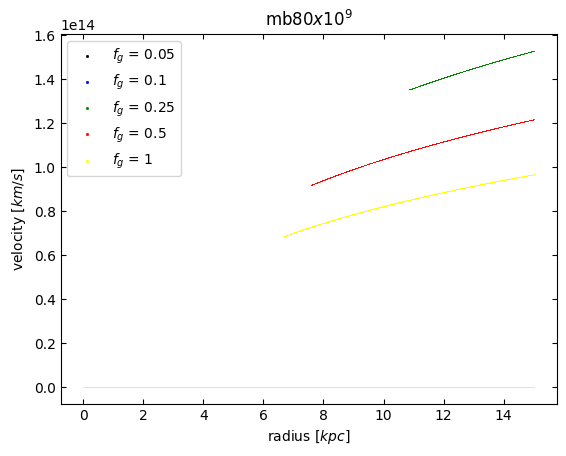 mb80x10^9
1e14
f_g = 0.05
f_g = 0.1
f_g = 0.25
f_g = 0.5
f_g = 1
velocity [km/s]
1.6
1.4
1.2
1.0
0.8
0.6
0.4
0.2
0.0
0 2 4 6 8 10 12 14
radius [kpc]